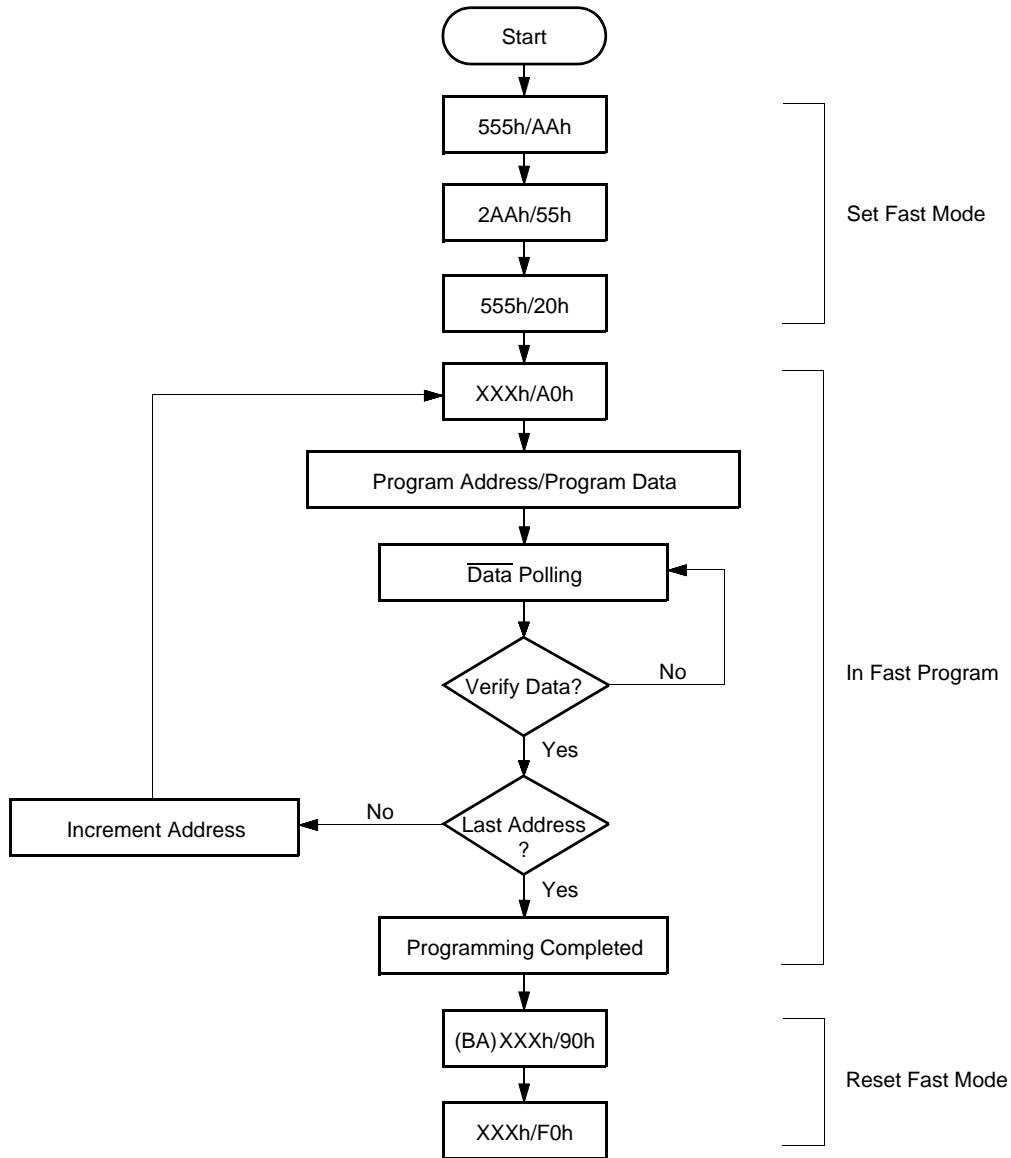 Start
555h/AAh
2AAh/55h
Set Fast Mode
555h/20h
XXXh/A0h
Program Address/Program Data
D̅a̅t̅a̅ Polling
Verify Data?
No
In Fast Program
Yes
Increment Address
No
Last Address
?
Yes
Programming Completed
(BA)XXXh/90h
Reset Fast Mode
XXXh/F0h